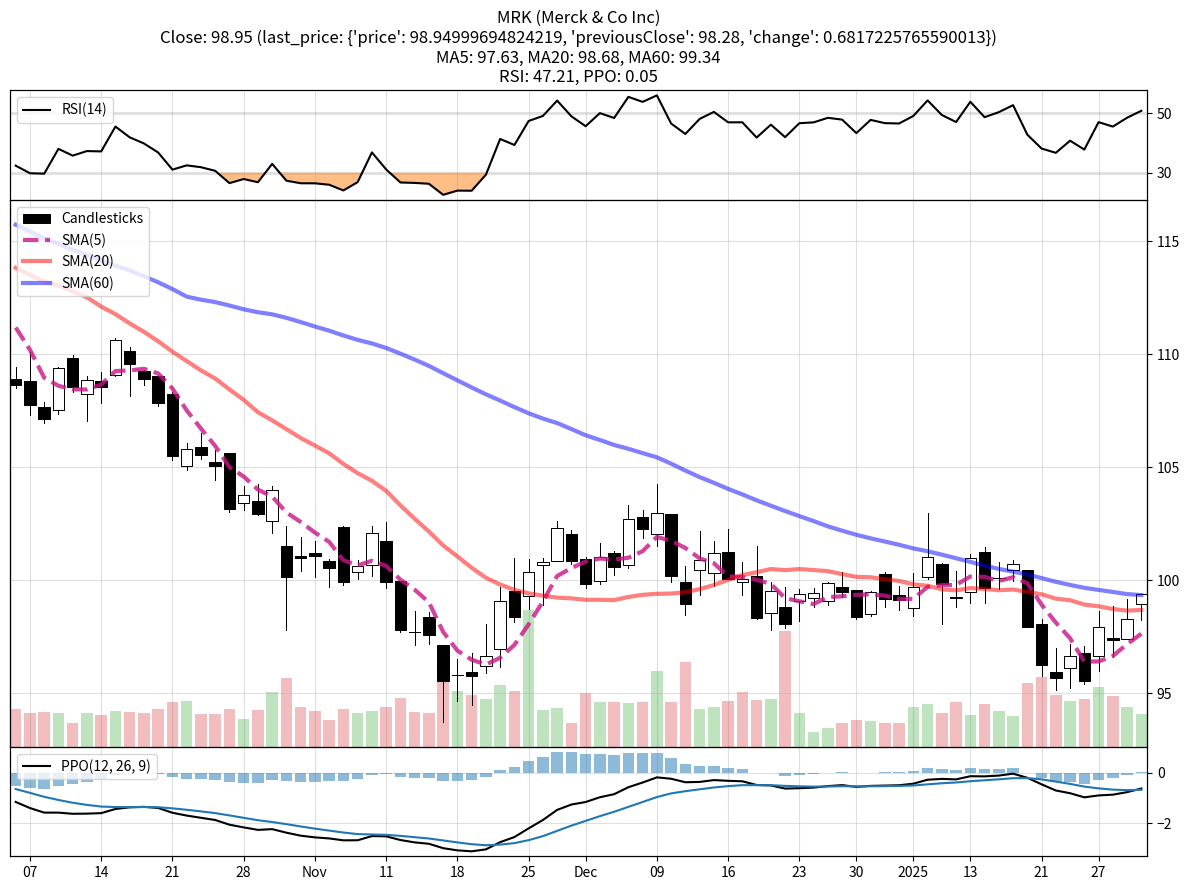 MRK (Merck & Co Inc)
Close: 98.95 (last_price: {'price': 98.94999694824219, 'previousClose': 98.28, 'change': 0.6817225765590013})
MA5: 97.63, MA20: 98.68, MA60: 99.34
RSI: 47.21, PPO: 0.05
RSI(14)
50
30
Candlesticks
SMA(5)
SMA(20)
SMA(60)
115
110
105
100
95
PPO(12, 26, 9)
0
−2
07 14 21 28 Nov 11 18 25 Dec 09 16 23 30 2025 13 21 27